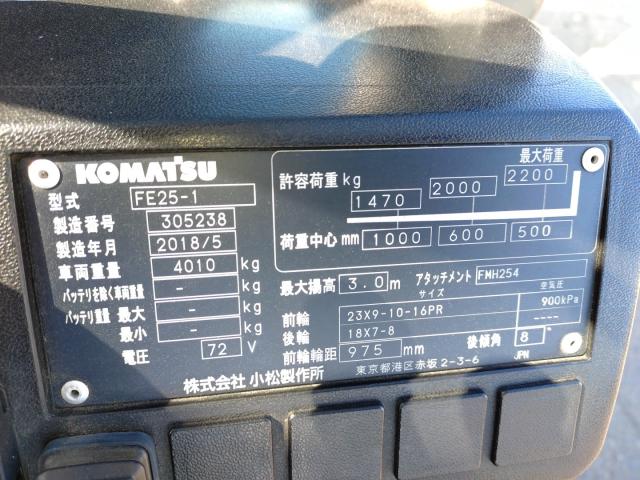 KOMATSU
型式 FE25-1
製造番号 305238
製造年月 2018/5
車両重量 4010 kg
バッテリを除く車両重量 - kg
バッテリ重量 最大 - kg
最小 - kg
電圧 72 V
最大荷重
許容荷重 kg 1470 2000 2200
荷重中心 mm 1000 600 500
最大揚高 3.0 m アタッチメント FMH254
サイズ 空気圧
前輪 23X9-10-16PR 900kPa
後輪 18X7-8 ----
前輪輪距 975 mm 後傾角 8°
株式会社 小松製作所 東京都港区赤坂 2-3-6 JPN